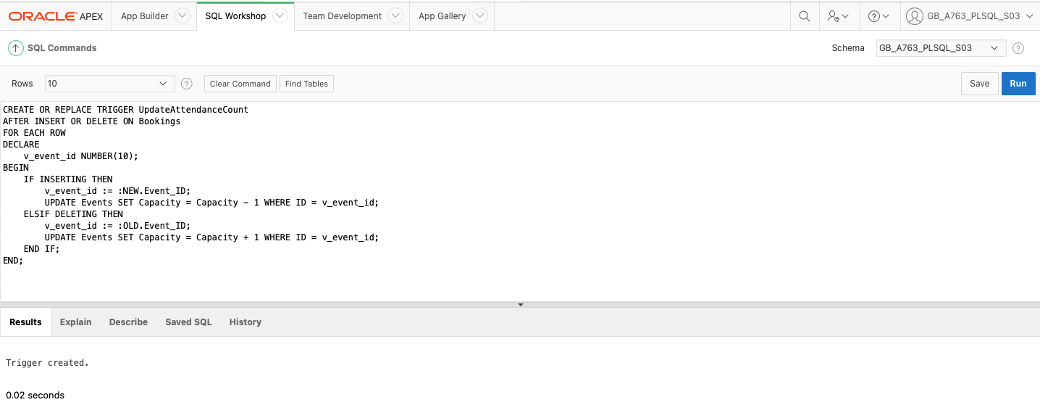 ORACLE APEX App Builder SQL Workshop Team Development App Gallery GB_A763_PLSQL_S03
SQL Commands Schema GB_A763_PLSQL_S03
Rows 10 Clear Command Find Tables Save Run
CREATE OR REPLACE TRIGGER UpdateAttendanceCount
AFTER INSERT OR DELETE ON Bookings
FOR EACH ROW
DECLARE
    v_event_id NUMBER(10);
BEGIN
    IF INSERTING THEN
        v_event_id := :NEW.Event_ID;
        UPDATE Events SET Capacity = Capacity - 1 WHERE ID = v_event_id;
    ELSIF DELETING THEN
        v_event_id := :OLD.Event_ID;
        UPDATE Events SET Capacity = Capacity + 1 WHERE ID = v_event_id;
    END IF;
END;
Results Explain Describe Saved SQL History
Trigger created.
0.02 seconds